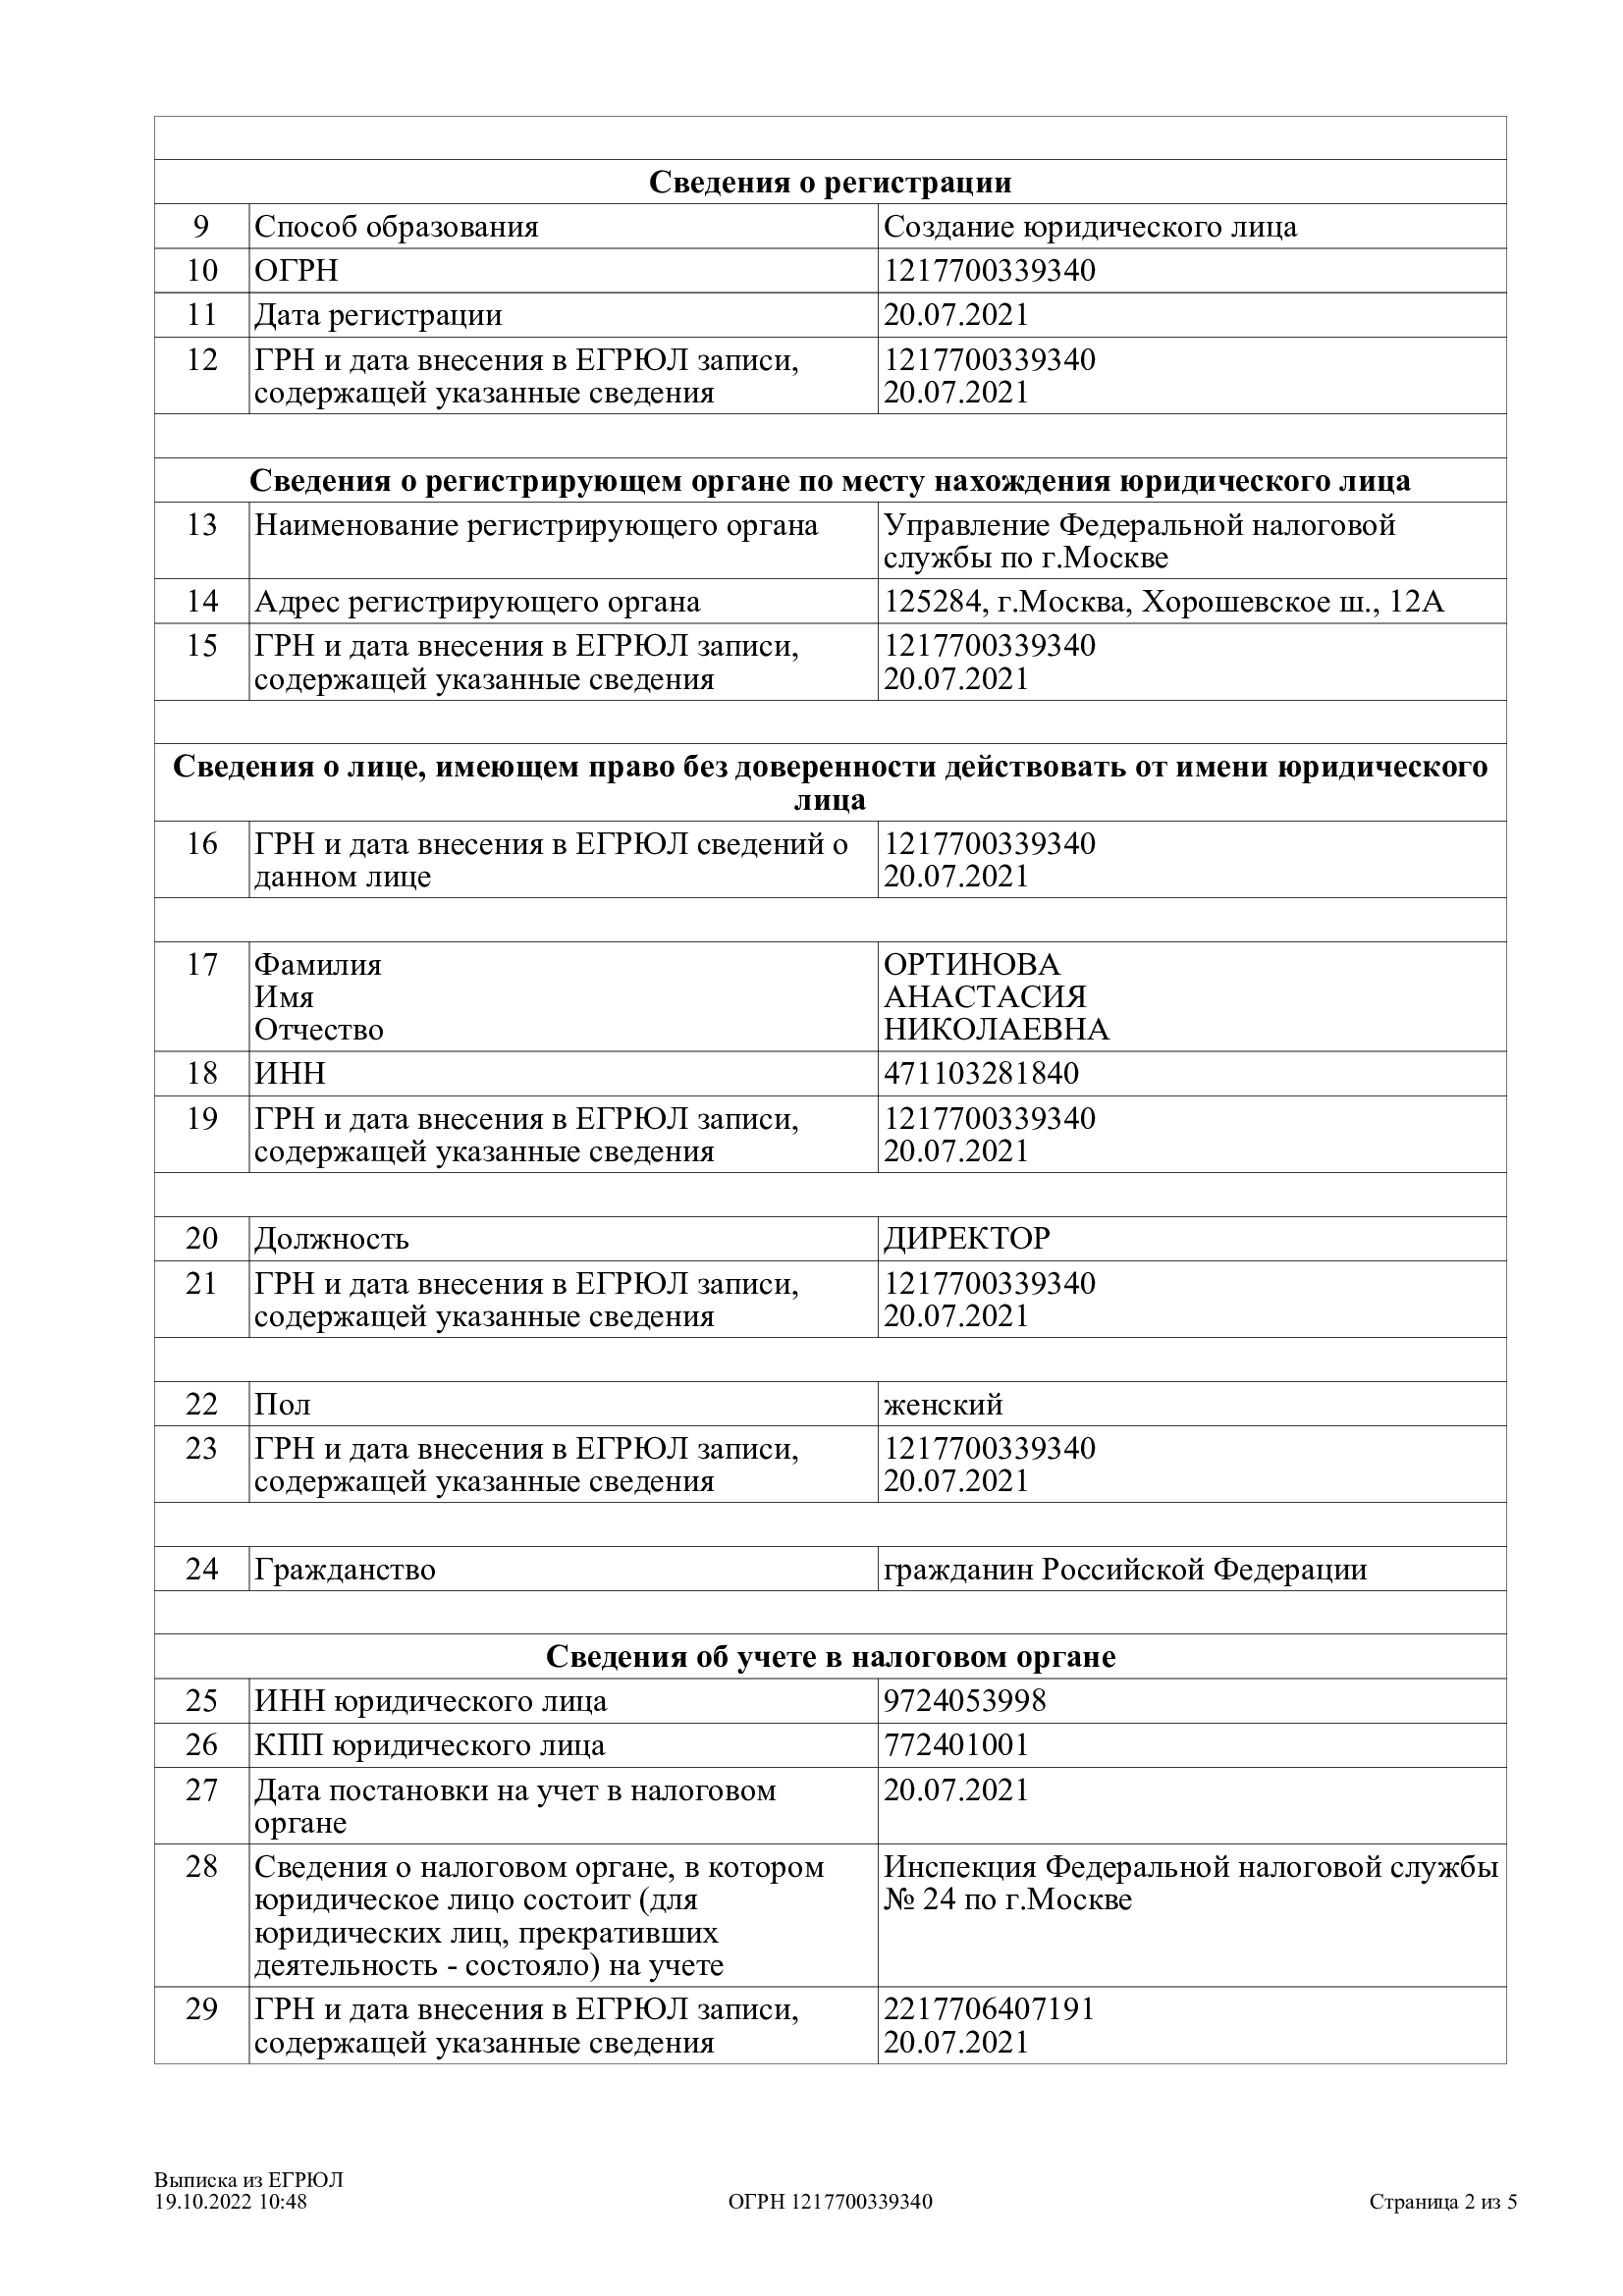 Сведения о регистрации
9 Способ образования Создание юридического лица
10 ОГРН 1217700339340
11 Дата регистрации 20.07.2021
12 ГРН и дата внесения в ЕГРЮЛ записи, 1217700339340
содержащей указанные сведения 20.07.2021
Сведения о регистрирующем органе по месту нахождения юридического лица
13 Наименование регистрирующего органа Управление Федеральной налоговой
службы по г.Москве
14 Адрес регистрирующего органа 125284, г.Москва, Хорошевское ш., 12А
15 ГРН и дата внесения в ЕГРЮЛ записи, 1217700339340
содержащей указанные сведения 20.07.2021
Сведения о лице, имеющем право без доверенности действовать от имени юридического
лица
16 ГРН и дата внесения в ЕГРЮЛ сведений о 1217700339340
данном лице 20.07.2021
17 Фамилия ОРТИНОВА
Имя АНАСТАСИЯ
Отчество НИКОЛАЕВНА
18 ИНН 471103281840
19 ГРН и дата внесения в ЕГРЮЛ записи, 1217700339340
содержащей указанные сведения 20.07.2021
20 Должность ДИРЕКТОР
21 ГРН и дата внесения в ЕГРЮЛ записи, 1217700339340
содержащей указанные сведения 20.07.2021
22 Пол женский
23 ГРН и дата внесения в ЕГРЮЛ записи, 1217700339340
содержащей указанные сведения 20.07.2021
24 Гражданство гражданин Российской Федерации
Сведения об учете в налоговом органе
25 ИНН юридического лица 9724053998
26 КПП юридического лица 772401001
27 Дата постановки на учет в налоговом 20.07.2021
органе
28 Сведения о налоговом органе, в котором Инспекция Федеральной налоговой службы
юридическое лицо состоит (для № 24 по г.Москве
юридических лиц, прекративших
деятельность - состояло) на учете
29 ГРН и дата внесения в ЕГРЮЛ записи, 2217706407191
содержащей указанные сведения 20.07.2021
Выписка из ЕГРЮЛ
19.10.2022 10:48 ОГРН 1217700339340 Страница 2 из 5